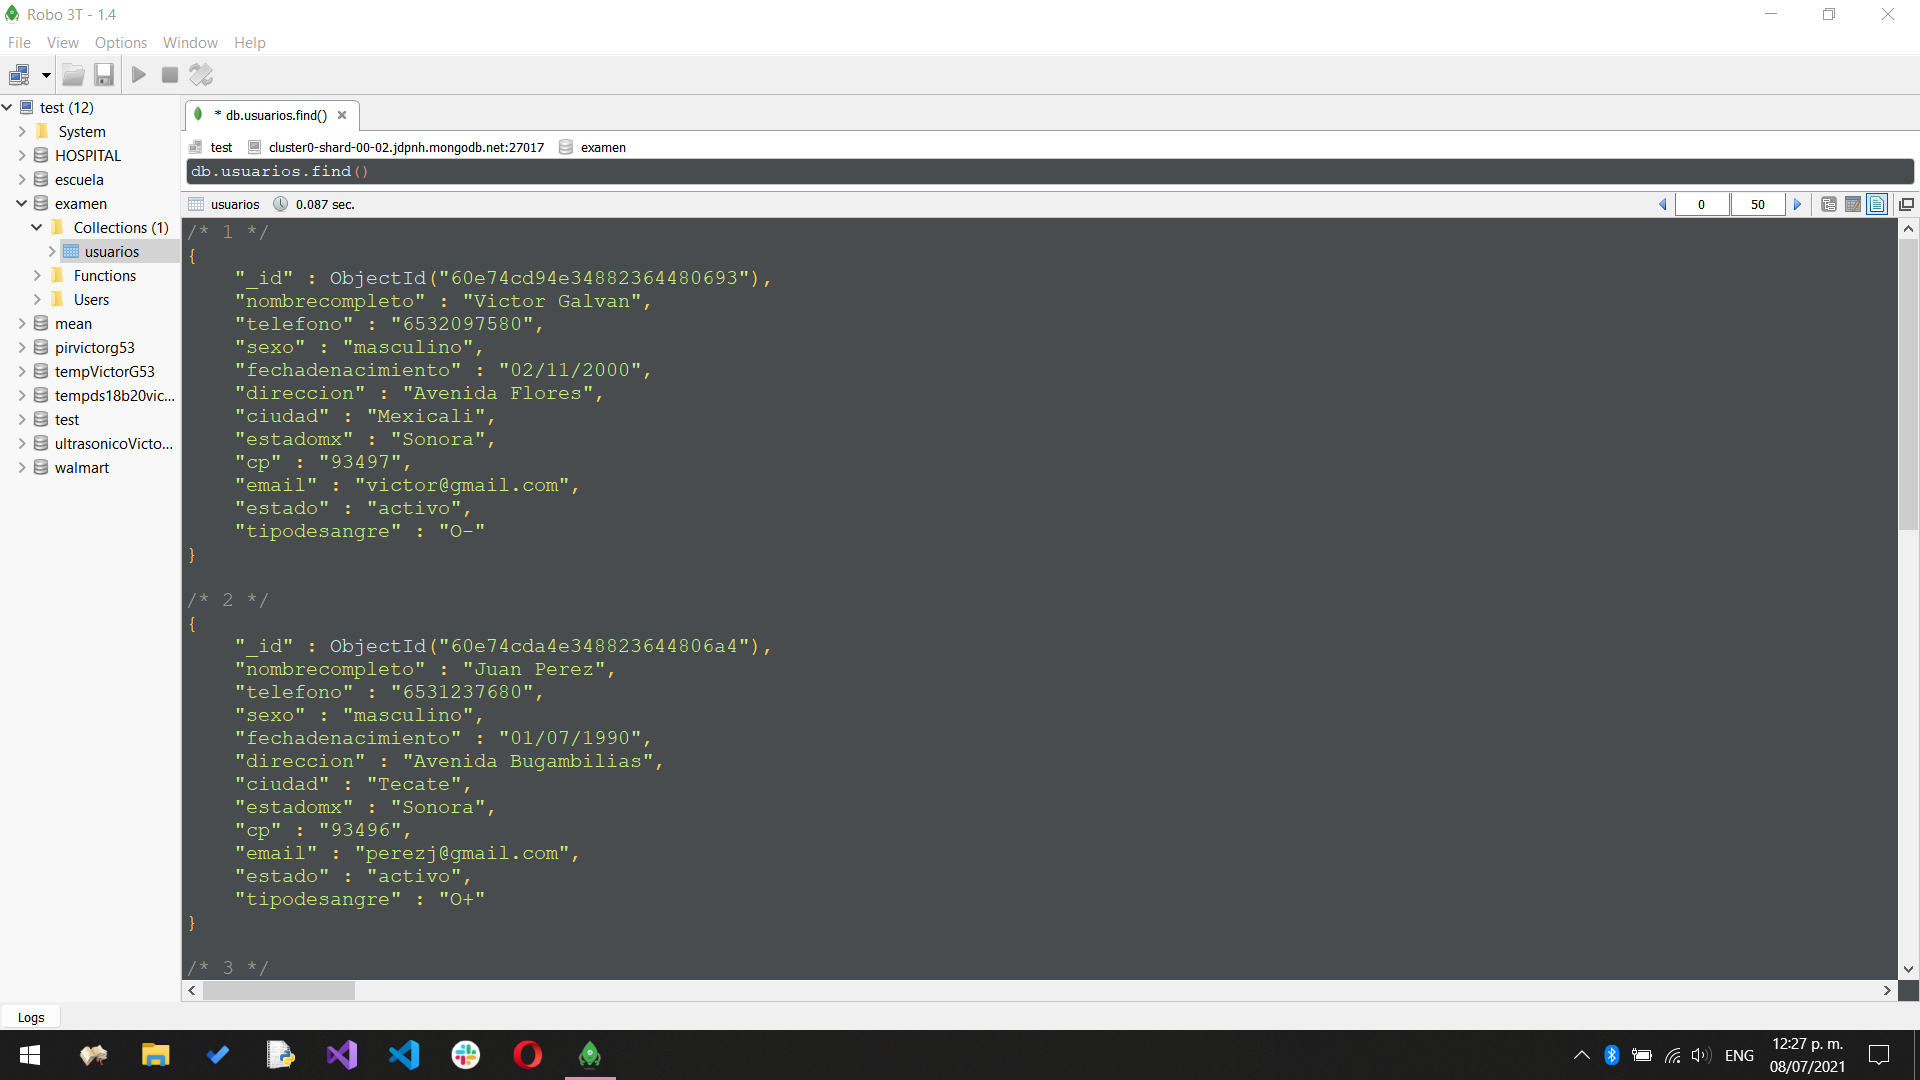 Robo 3T - 1.4
File View Options Window Help
test (12)
System
HOSPITAL
escuela
examen
Collections (1)
usuarios
Functions
Users
mean
pirvictorg53
tempVictorG53
tempds18b20vic...
test
ultrasonicoVicto...
walmart
* db.usuarios.find()
test cluster0-shard-00-02.jdpnh.mongodb.net:27017 examen
db.usuarios.find()
usuarios 0.087 sec. 0 50
/* 1 */
{
"_id" : ObjectId("60e74cd94e34882364480693"),
"nombrecompleto" : "Victor Galvan",
"telefono" : "6532097580",
"sexo" : "masculino",
"fechadenacimiento" : "02/11/2000",
"direccion" : "Avenida Flores",
"ciudad" : "Mexicali",
"estadomx" : "Sonora",
"cp" : "93497",
"email" : "victor@gmail.com",
"estado" : "activo",
"tipodesangre" : "O-"
}
/* 2 */
{
"_id" : ObjectId("60e74cda4e348823644806a4"),
"nombrecompleto" : "Juan Perez",
"telefono" : "6531237680",
"sexo" : "masculino",
"fechadenacimiento" : "01/07/1990",
"direccion" : "Avenida Bugambilias",
"ciudad" : "Tecate",
"estadomx" : "Sonora",
"cp" : "93496",
"email" : "perezj@gmail.com",
"estado" : "activo",
"tipodesangre" : "O+"
}
/* 3 */
Logs
ENG
12:27 p. m.
08/07/2021